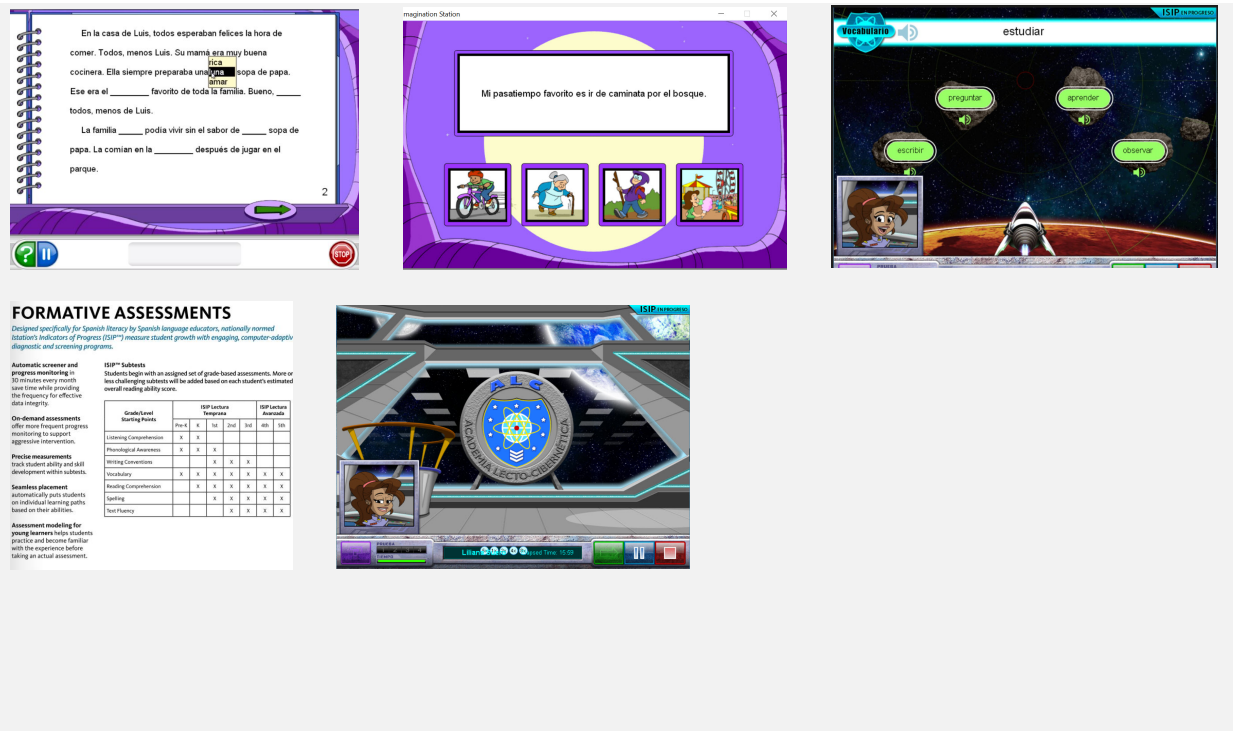 En la casa de Luis, todos esperaban felices la hora de
comer. Todos, menos Luis. Su mamá era muy buena
cocinera. Ella siempre preparaba una una sopa de papa.
rica
amar
Ese era el ________ favorito de toda la familia. Bueno, _____
todos, menos de Luis.
La familia _____ podía vivir sin el sabor de _____ sopa de
papa. La comían en la ________ después de jugar en el
parque.
2
STOP
magination Station
Mi pasatiempo favorito es ir de caminata por el bosque.
ISIP EN PROGRESO
Vocabulario
estudiar
preguntar
aprender
escribir
observar
PRUEBA
FORMATIVE ASSESSMENTS
Designed specifically for Spanish literacy by Spanish language educators, nationally normed
Istation's Indicators of Progress (ISIP™) measure student growth with engaging, computer-adaptiv
diagnostic and screening programs.
Automatic screener and
progress monitoring in
30 minutes every month
save time while providing
the frequency for effective
data integrity.
On-demand assessments
offer more frequent progress
monitoring to support
aggressive intervention.
Precise measurements
track student ability and skill
development within subtests.
Seamless placement
automatically puts students
on individual learning paths
based on their abilities.
Assessment modeling for
young learners helps students
practice and become familiar
with the experience before
taking an actual assessment.
ISIP™ Subtests
Students begin with an assigned set of grade-based assessments. More or
less challenging subtests will be added based on each student's estimated
overall reading ability score.
Grade/Level Starting Points ISIP Lectura Temprana ISIP Lectura Avanzada
Pre-K K 1st 2nd 3rd 4th 5th
Listening Comprehension X X
Phonological Awareness X X X
Writing Conventions X X X
Vocabulary X X X X X X X
Reading Comprehension X X X X X X
Spelling X X X X X
Text Fluency X X X X
ISIP EN PROGRESO
ALC
ACADEMIA LECTO-CIBERNÉTICA
PRUEBA
TIEMPO
Elapsed Time: 15:59